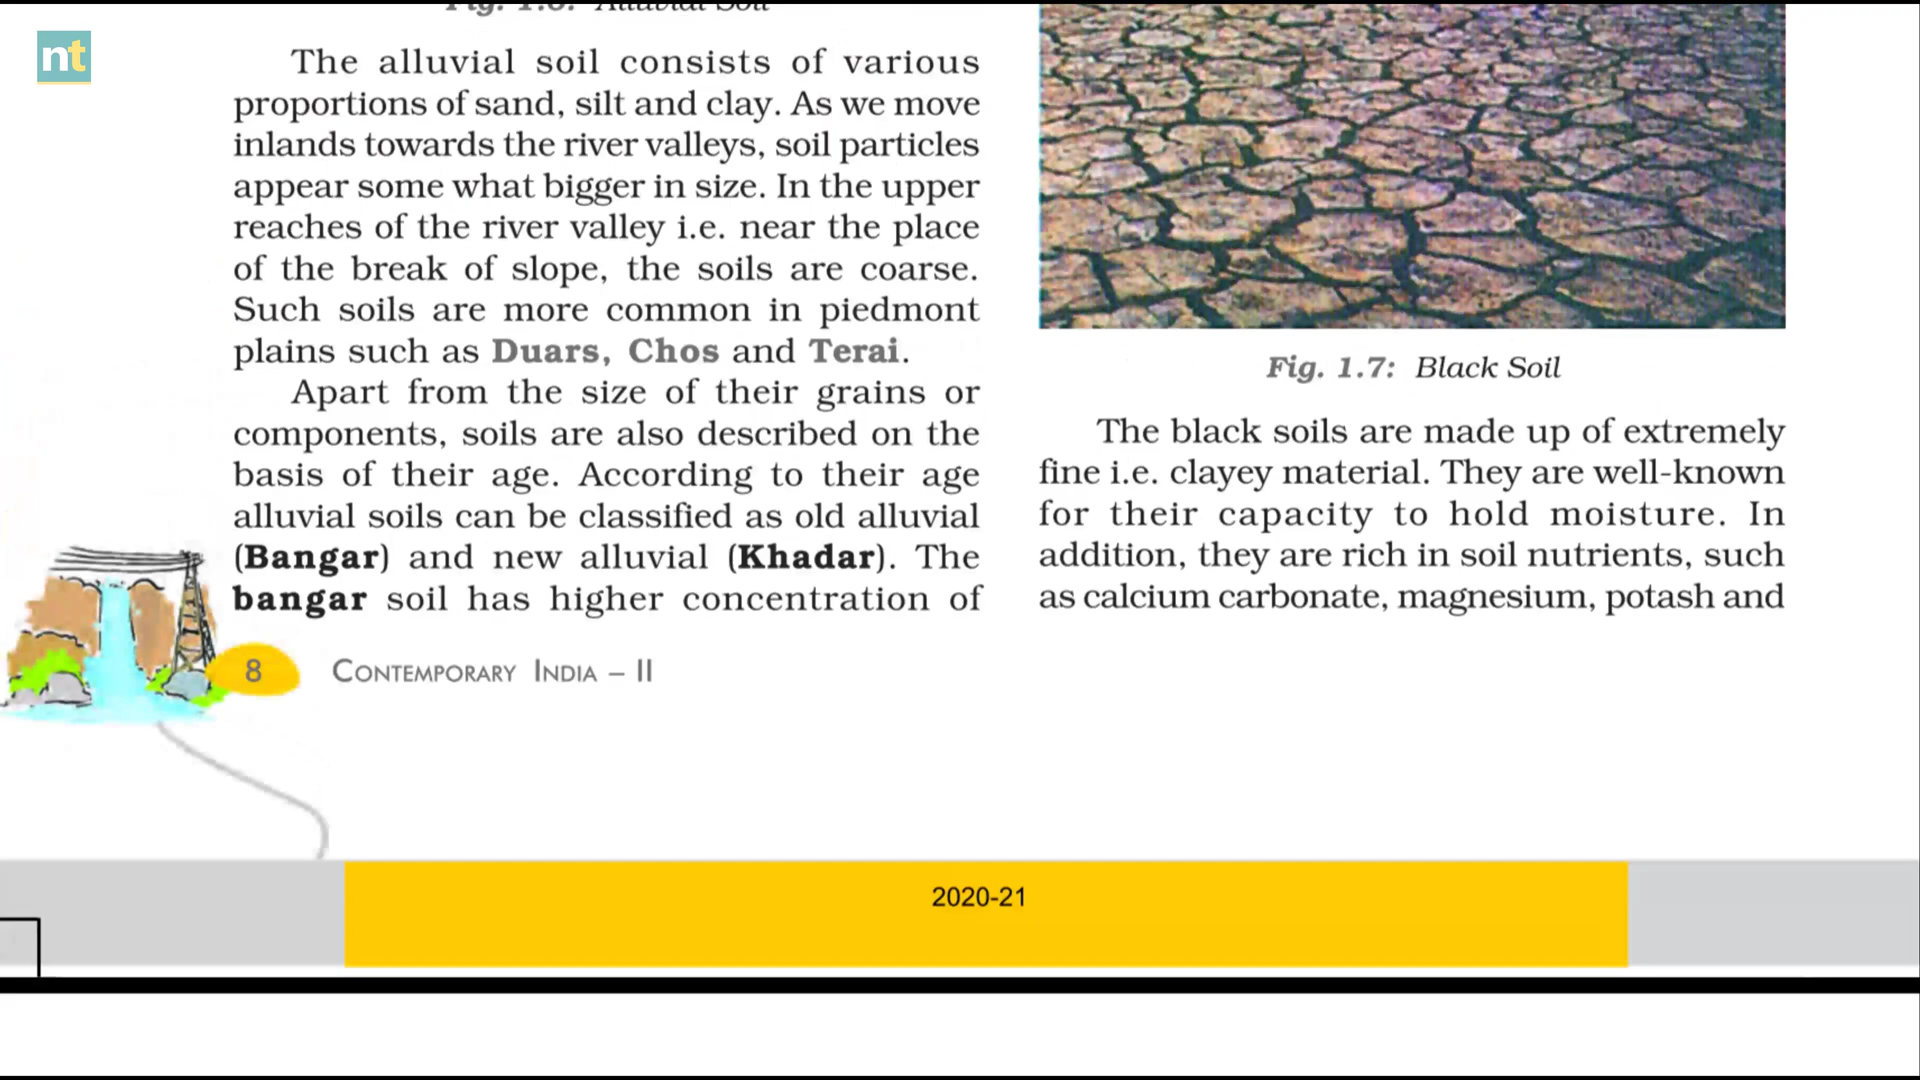 nt
Fig. 1.6: Alluvial Soil
The alluvial soil consists of various
proportions of sand, silt and clay. As we move
inlands towards the river valleys, soil particles
appear some what bigger in size. In the upper
reaches of the river valley i.e. near the place
of the break of slope, the soils are coarse.
Such soils are more common in piedmont
plains such as Duars, Chos and Terai.
Apart from the size of their grains or
components, soils are also described on the
basis of their age. According to their age
alluvial soils can be classified as old alluvial
(Bangar) and new alluvial (Khadar). The
bangar soil has higher concentration of
Fig. 1.7: Black Soil
The black soils are made up of extremely
fine i.e. clayey material. They are well-known
for their capacity to hold moisture. In
addition, they are rich in soil nutrients, such
as calcium carbonate, magnesium, potash and
8 CONTEMPORARY INDIA – II
2020-21